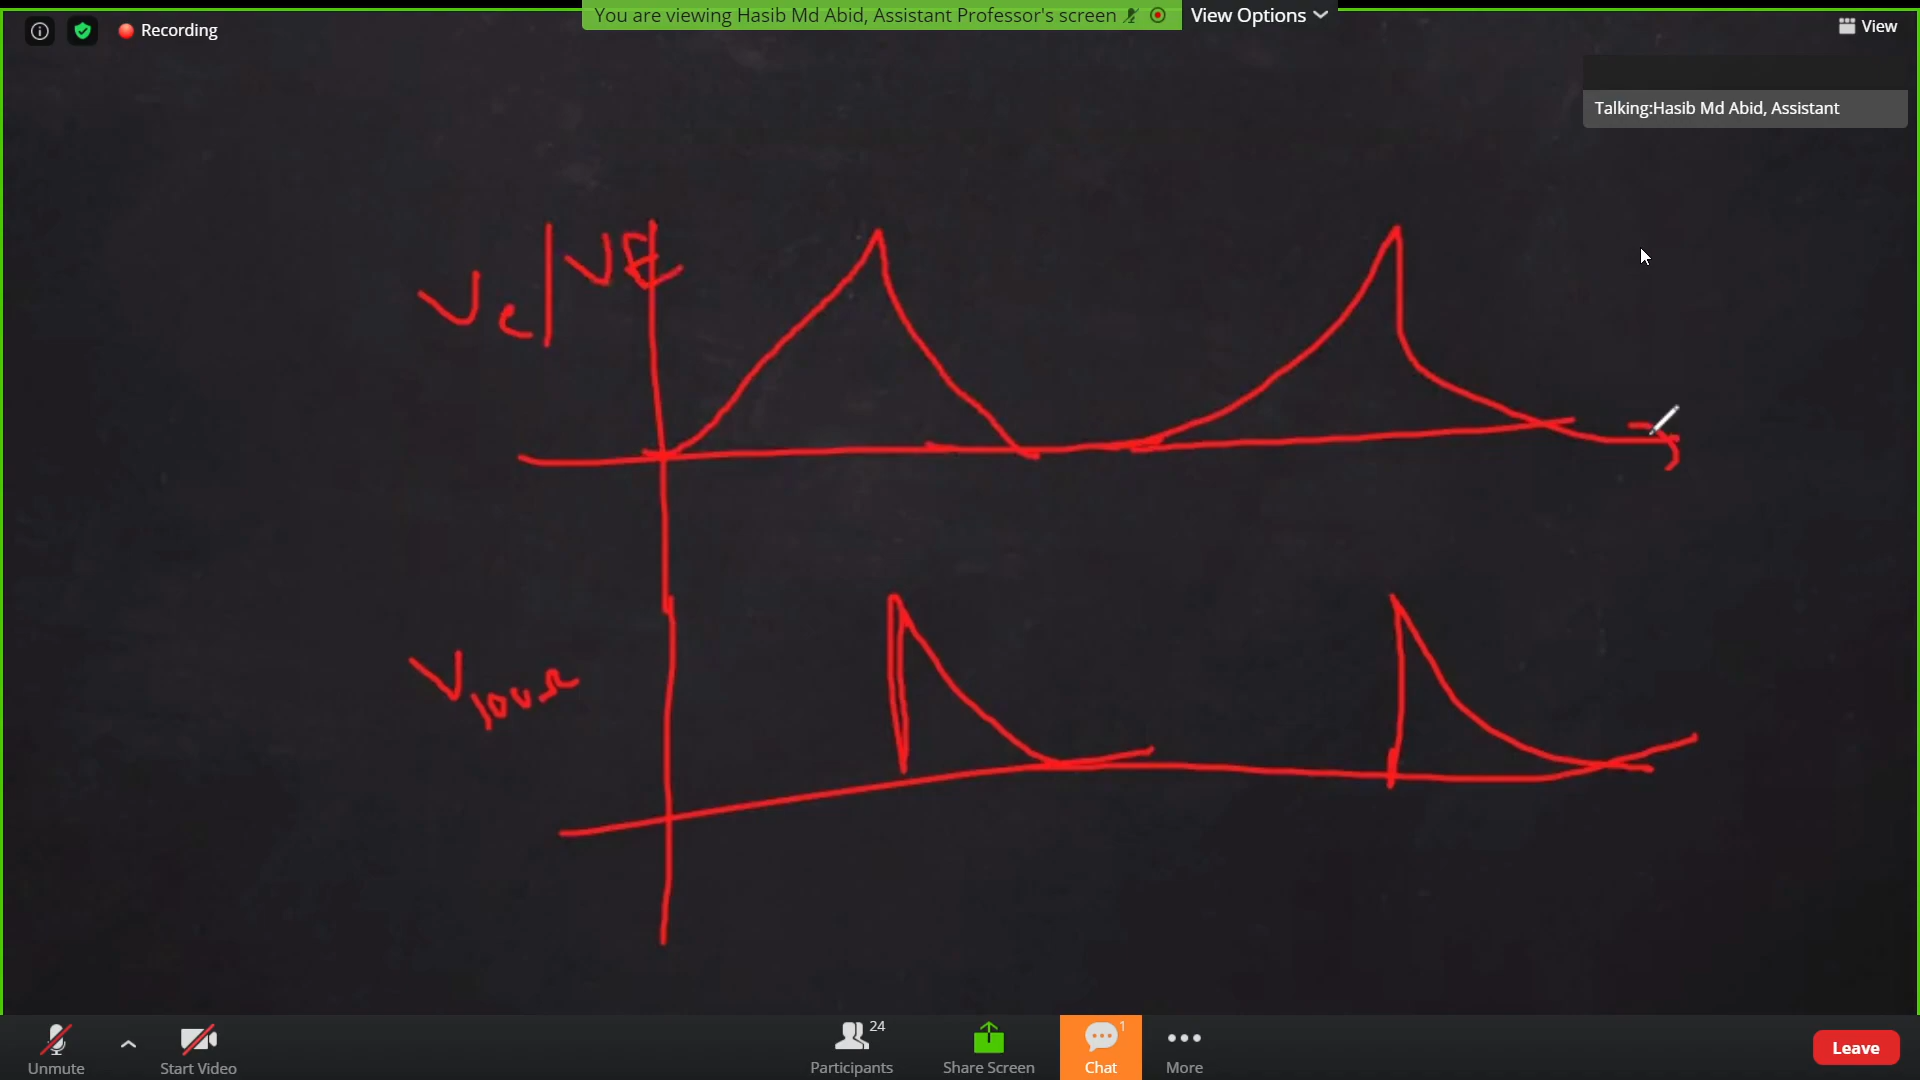 You are viewing Hasib Md Abid, Assistant Professor's screen
View Options
Recording
View
Talking:Hasib Md Abid, Assistant
Vc|VE
V100Ω
Unmute
Start Video
24
Participants
Share Screen
1
Chat
More
Leave